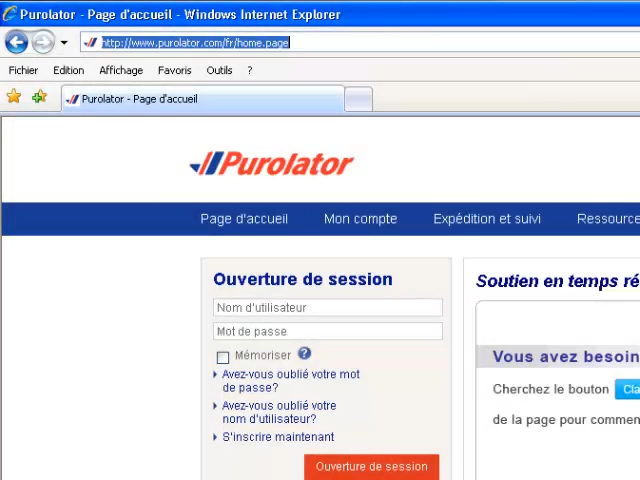 Purolator - Page d'accueil - Windows Internet Explorer
http://www.purolator.com/fr/home.page
Fichier Edition Affichage Favoris Outils ?
Purolator - Page d'accueil
Purolator
Page d'accueil Mon compte Expédition et suivi Ressource
Ouverture de session
Nom d'utilisateur
Mot de passe
Mémoriser ?
Avez-vous oublié votre mot
de passe?
Avez-vous oublié votre
nom d'utilisateur?
S'inscrire maintenant
Ouverture de session
Soutien en temps ré
Vous avez besoin
Cherchez le bouton Cla
de la page pour commen